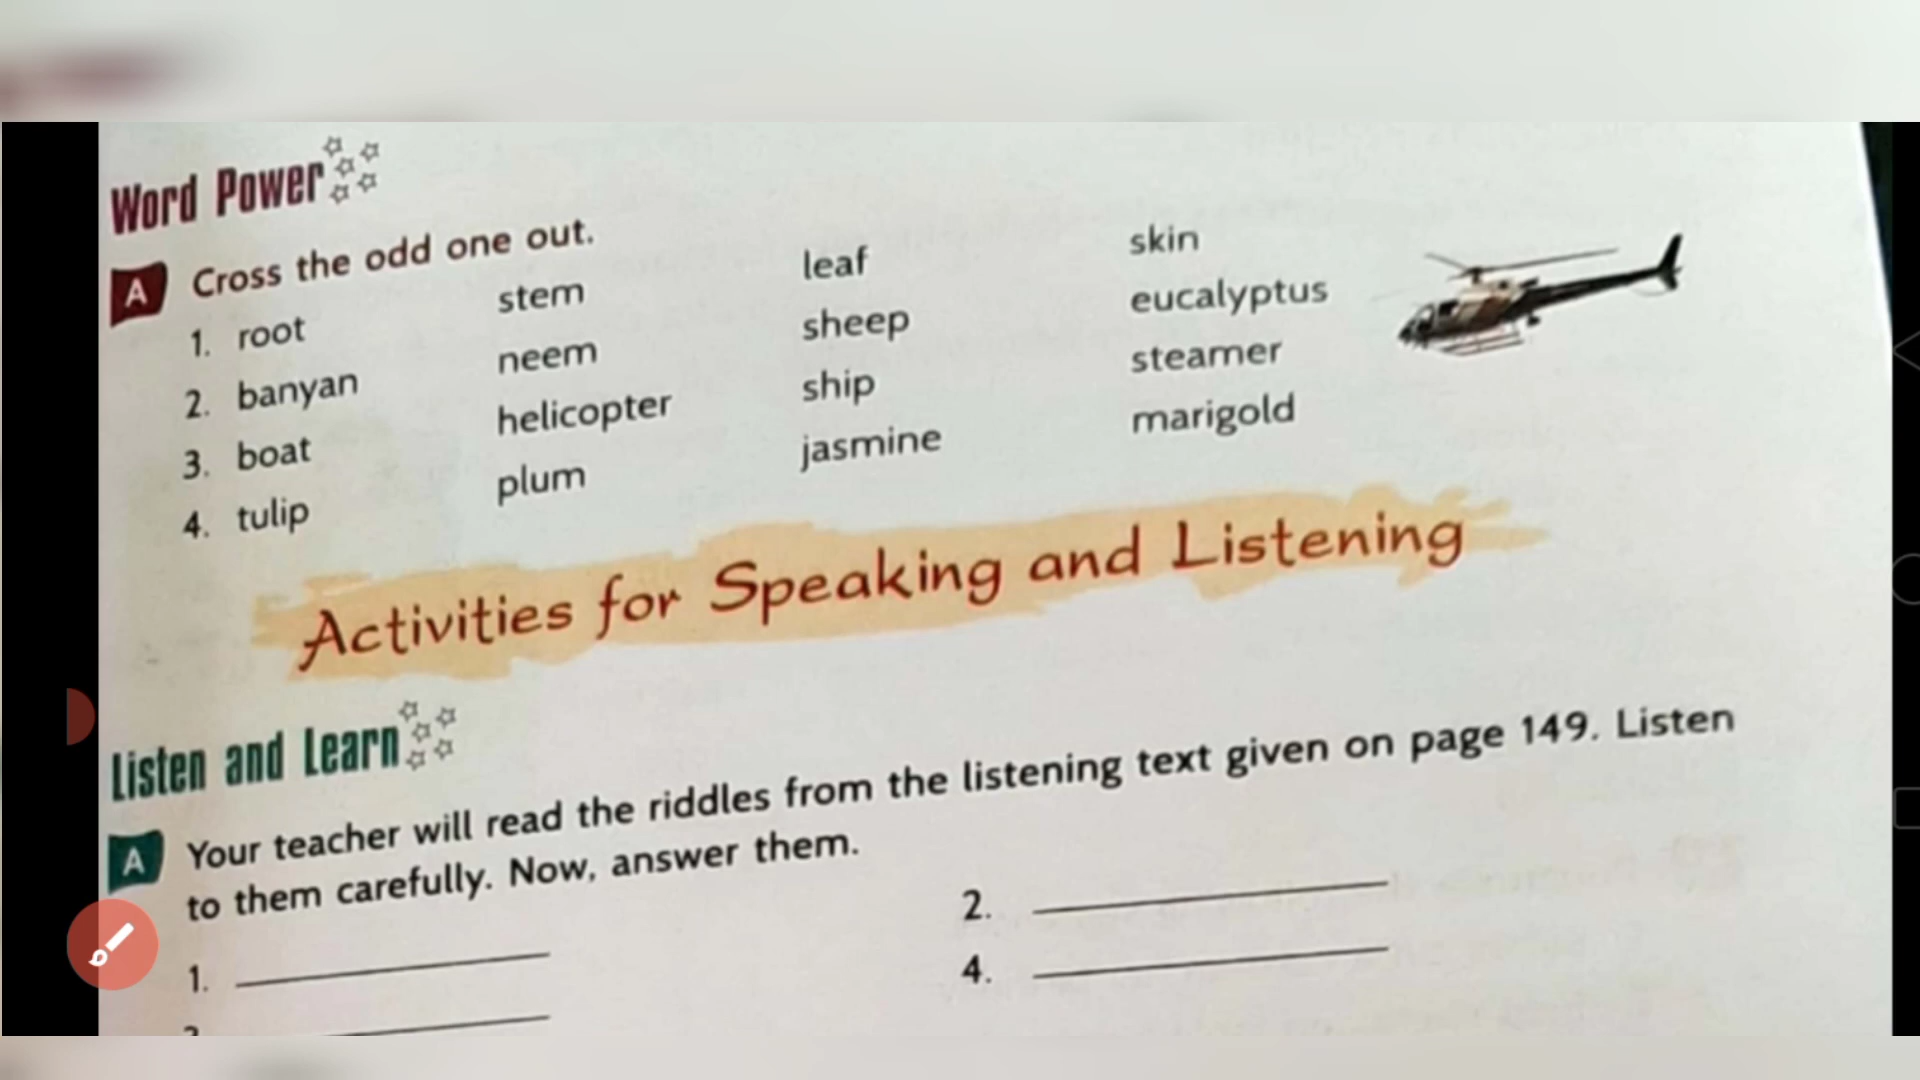 Word Power
A Cross the odd one out.
1. root stem leaf skin
2. banyan neem sheep eucalyptus
3. boat helicopter ship steamer
4. tulip plum jasmine marigold
Activities for Speaking and Listening
Listen and Learn
A Your teacher will read the riddles from the listening text given on page 149. Listen
to them carefully. Now, answer them.
1. 2.
4.